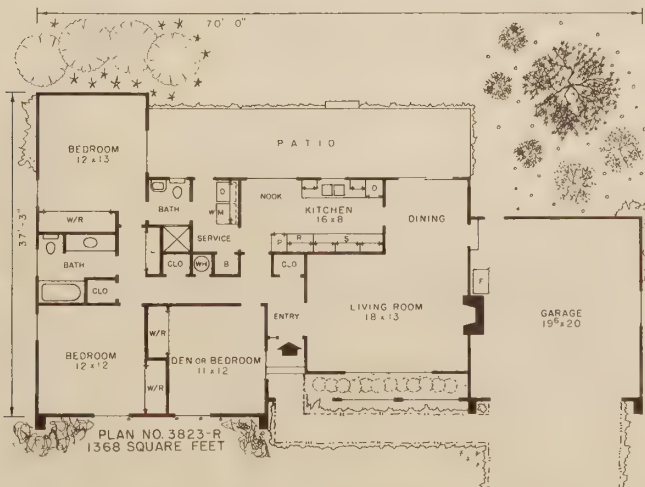 70' 0"
37'-3"
PATIO
BEDROOM
12 x 13
W/R
BATH
D
W
M
SERVICE
NOOK
KITCHEN
16 x 8
O
DINING
P
R
S
BATH
CLO
L
CLO
WH
B
CLO
ENTRY
LIVING ROOM
18 x 13
F
GARAGE
19⁶ x 20
BEDROOM
12 x 12
W/R
W/R
DEN OR BEDROOM
11 x 12
PLAN NO. 3823-R
1368 SQUARE FEET